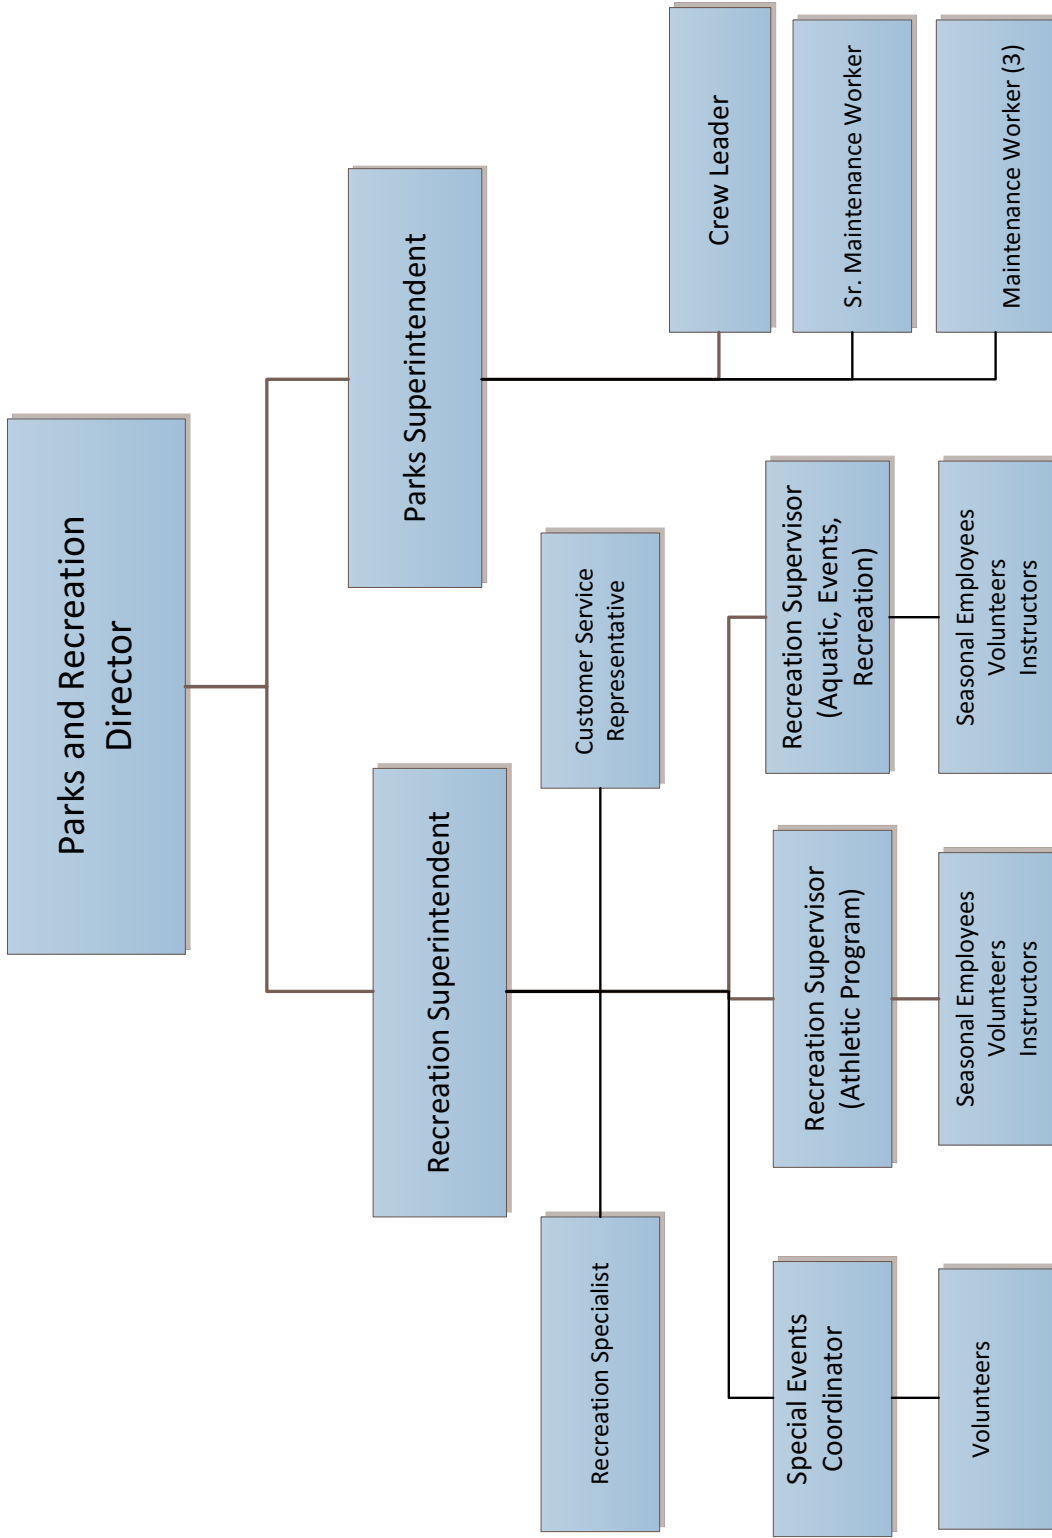 Parks and Recreation
Director
Recreation Superintendent
Parks Superintendent
Recreation Specialist
Customer Service
Representative
Special Events
Coordinator
Volunteers
Recreation Supervisor
(Athletic Program)
Seasonal Employees
Volunteers
Instructors
Recreation Supervisor
(Aquatic, Events,
Recreation)
Seasonal Employees
Volunteers
Instructors
Crew Leader
Sr. Maintenance Worker
Maintenance Worker (3)